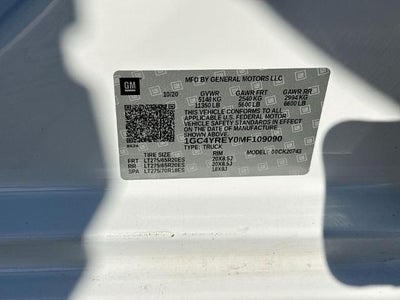 GM
MFD BY GENERAL MOTORS LLC
10/20 GVWR GAWR FRT GAWR RR
5148 KG 2540 KG 2994 KG
11350 LB 5600 LB 6600 LB
THIS VEHICLE CONFORMS TO ALL
APPLICABLE U.S. FEDERAL MOTOR
VEHICLE SAFETY STANDARDS IN EFFECT ON
THE DATE OF MANUFACTURE
SHOWN ABOVE.
1GC4YREY0MF109090
TYPE: TRUCK MODEL: 00CK20743
TIRE SIZE RIM
FRT LT275/65R20ES 20X8.5J
RR LT275/65R20ES 20X8.5J
SPA LT275/70R18ES 18X8J